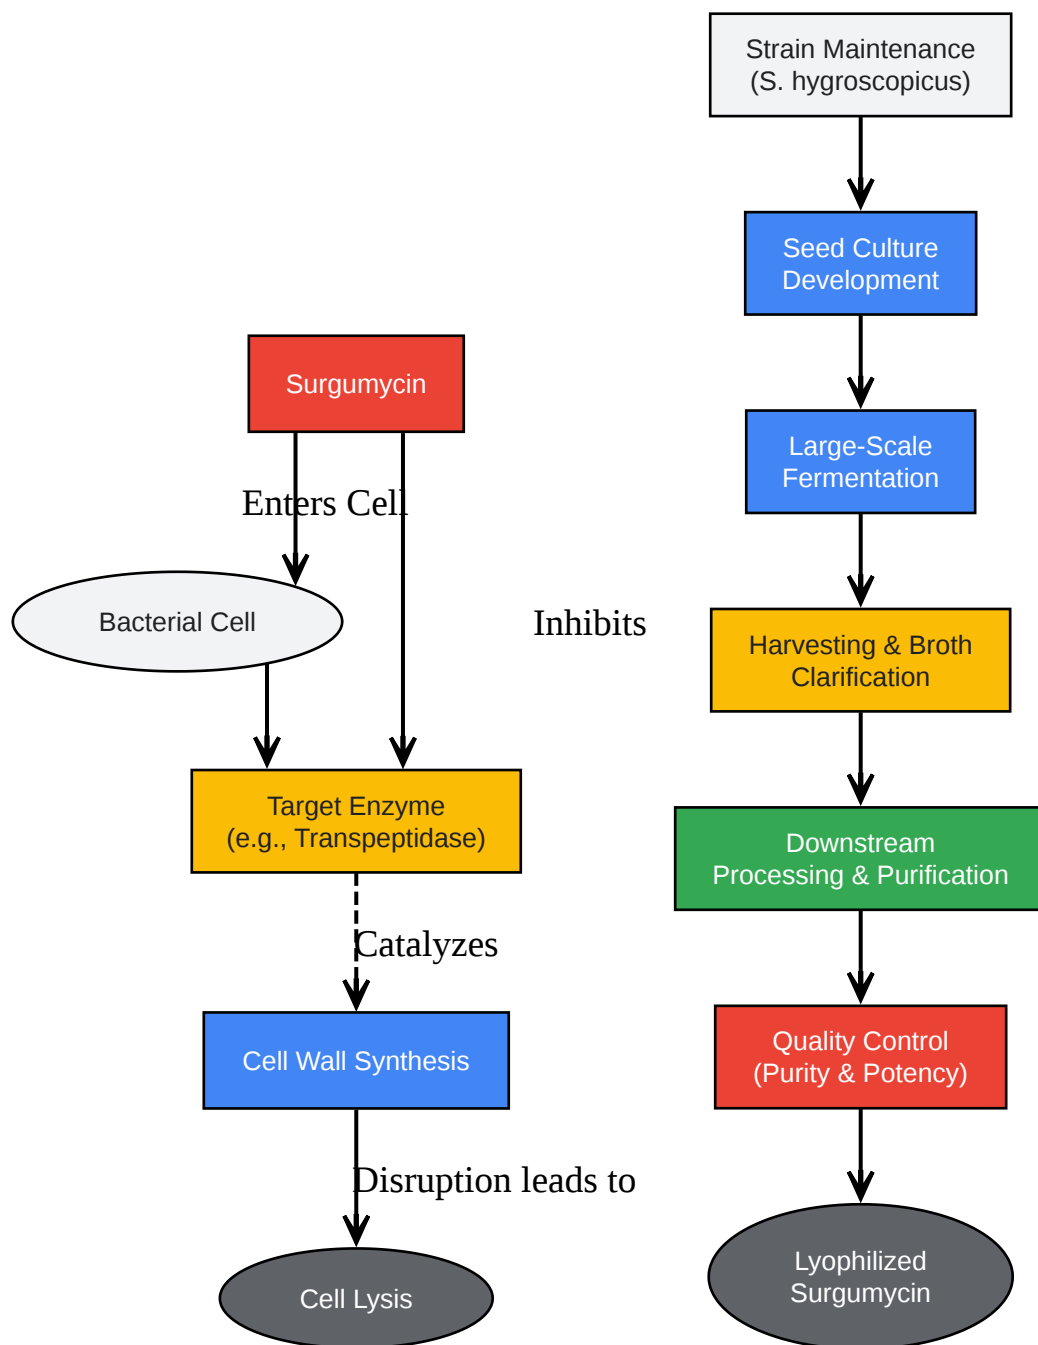 Surgumycin
Enters Cell
Bacterial Cell
Inhibits
Target Enzyme
(e.g., Transpeptidase)
Catalyzes
Cell Wall Synthesis
Disruption leads to
Cell Lysis
Strain Maintenance
(S. hygroscopicus)
Seed Culture
Development
Large-Scale
Fermentation
Harvesting & Broth
Clarification
Downstream
Processing & Purification
Quality Control
(Purity & Potency)
Lyophilized
Surgumycin